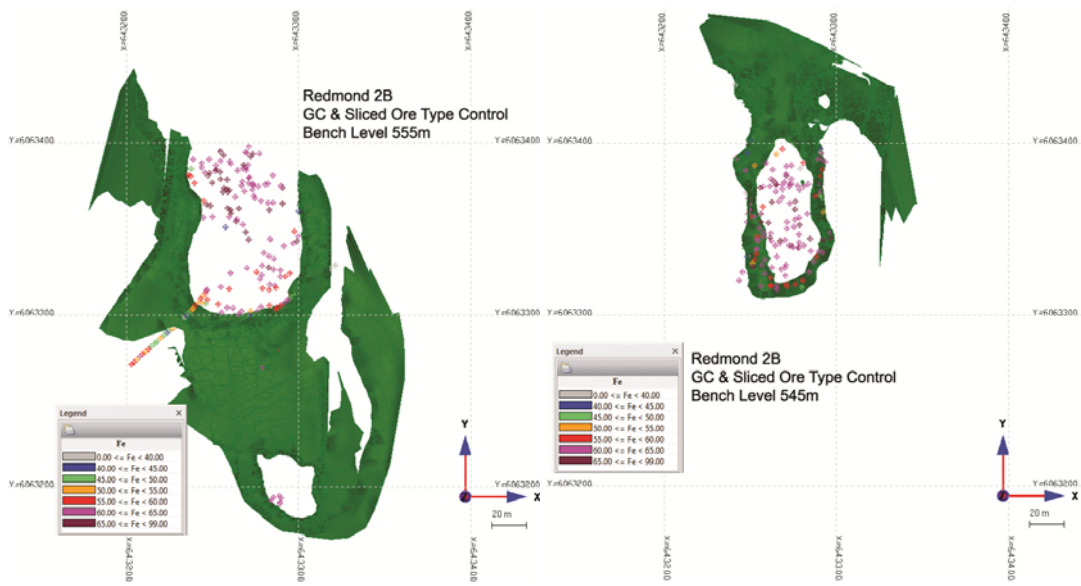 X=643200
X=643300
X=643400
Redmond 2B
GC & Sliced Ore Type Control
Bench Level 555m
Y=6063400
Y=6063400
Y=6063300
Y=6063300
Y=6063200
Y=6063200
Legend
Fe
0.00 <= Fe < 40.00
40.00 <= Fe < 45.00
45.00 <= Fe < 50.00
50.00 <= Fe < 55.00
55.00 <= Fe < 60.00
60.00 <= Fe < 65.00
65.00 <= Fe < 99.00
Y
X
20 m
X=643200
X=643300
X=643400
X=643200
X=643300
X=643400
Y=6063400
Y=6063400
Y=6063300
Y=6063300
Y=6063200
Y=6063200
Legend
Fe
0.00 <= Fe < 40.00
40.00 <= Fe < 45.00
45.00 <= Fe < 50.00
50.00 <= Fe < 55.00
55.00 <= Fe < 60.00
60.00 <= Fe < 65.00
65.00 <= Fe < 99.00
Redmond 2B
GC & Sliced Ore Type Control
Bench Level 545m
Y
X
20 m
X=643200
X=643300
X=643400